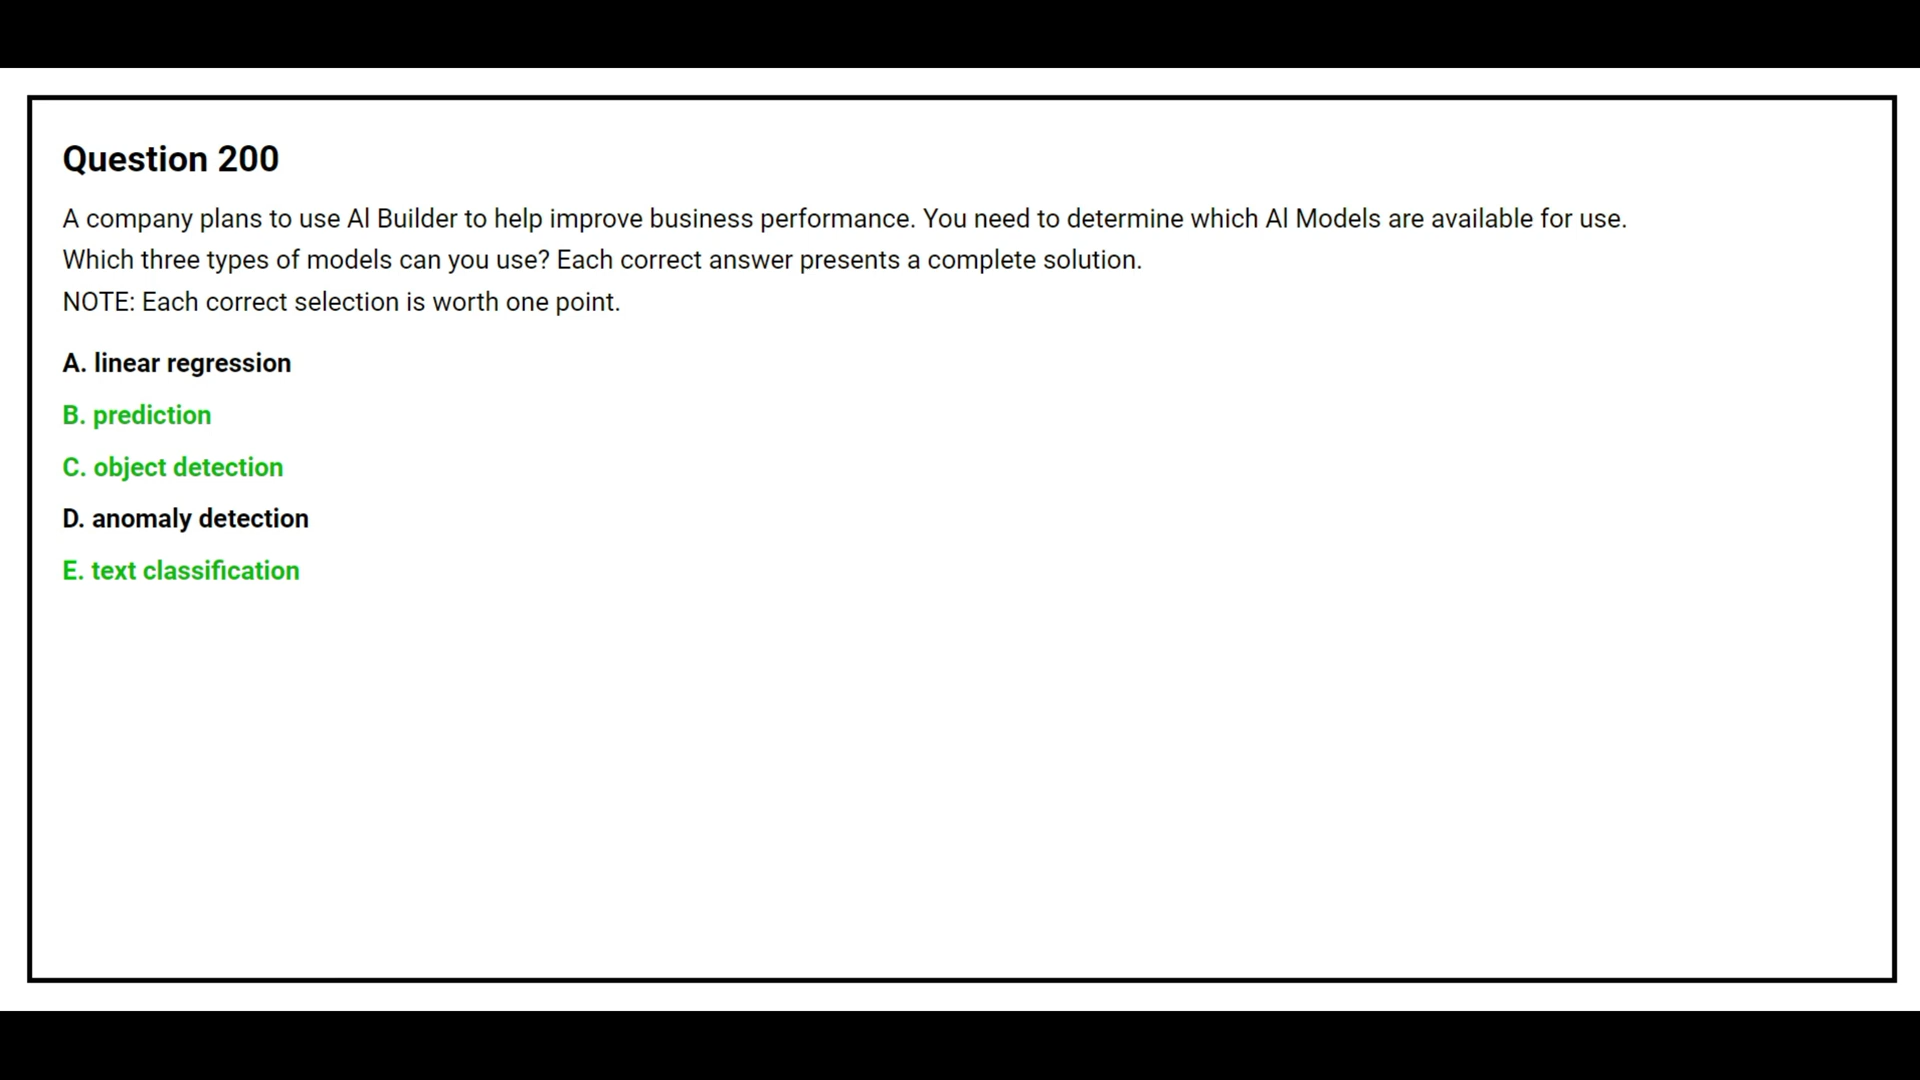 Question 200
A company plans to use Al Builder to help improve business performance. You need to determine which Al Models are available for use.
Which three types of models can you use? Each correct answer presents a complete solution.
NOTE: Each correct selection is worth one point.
A. linear regression
B. prediction
C. object detection
D. anomaly detection
E. text classification